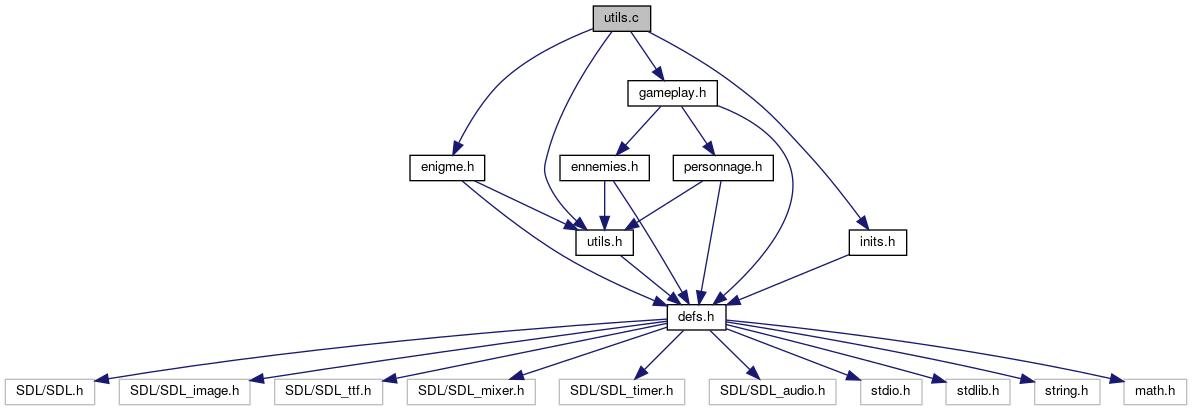 utils.c
gameplay.h
enigme.h
ennemies.h
personnage.h
utils.h
inits.h
defs.h
SDL/SDL.h
SDL/SDL_image.h
SDL/SDL_ttf.h
SDL/SDL_mixer.h
SDL/SDL_timer.h
SDL/SDL_audio.h
stdio.h
stdlib.h
string.h
math.h